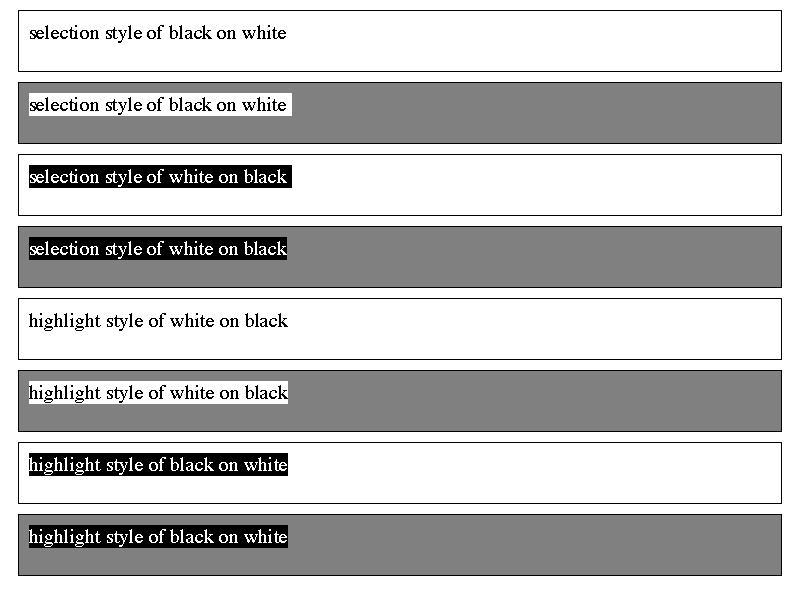 selection style of black on white
selection style of black on white
selection style of white on black
selection style of white on black
highlight style of white on black
highlight style of white on black
highlight style of black on white
highlight style of black on white